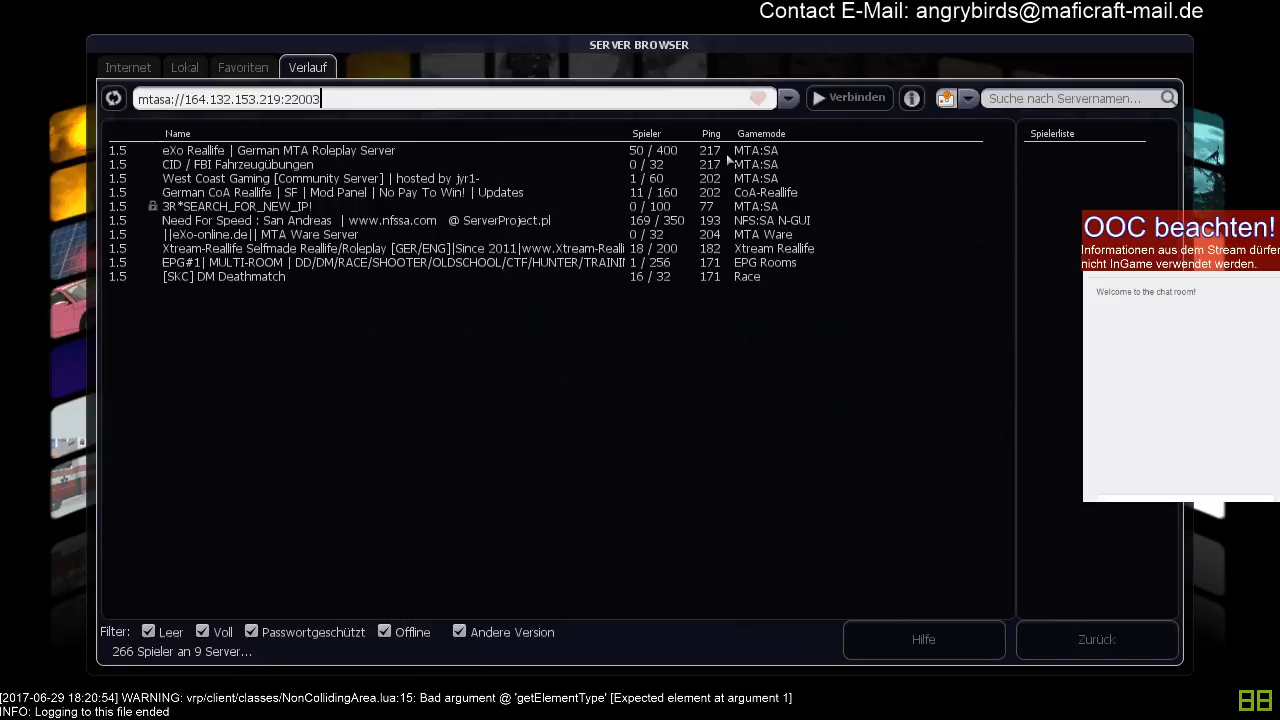 Contact E-Mail: angrybirds@maficraft-mail.de
SERVER BROWSER
Internet Lokal Favoriten Verlauf
mtasa://164.132.153.219:22003 Verbinden Suche nach Servernamen...
Name Spieler Ping Gamemode Spielerliste
1.5 eXo Reallife | German MTA Roleplay Server 50 / 400 217 MTA:SA
1.5 CID / FBI Fahrzeugübungen 0 / 32 217 MTA:SA
1.5 West Coast Gaming [Community Server] | hosted by jyr1- 1 / 60 202 MTA:SA
1.5 German CoA Reallife | SF | Mod Panel | No Pay To Win! | Updates 11 / 160 202 CoA-Reallife
1.5 3R*SEARCH_FOR_NEW_IP! 0 / 100 77 MTA:SA
1.5 Need For Speed : San Andreas | www.nfssa.com @ ServerProject.pl 169 / 350 193 NFS:SA N-GUI
1.5 ||eXo-online.de|| MTA Ware Server 0 / 32 204 MTA Ware
1.5 Xtream-Reallife Selfmade Reallife/Roleplay [GER/ENG]|Since 2011|www.Xtream-Realli 18 / 200 182 Xtream Reallife
1.5 EPG#1| MULTI-ROOM | DD/DM/RACE/SHOOTER/OLDSCHOOL/CTF/HUNTER/TRAINI 1 / 256 171 EPG Rooms
1.5 [SKC] DM Deathmatch 16 / 32 171 Race
OOC beachten!
Informationen aus dem Stream dürfen
nicht InGame verwendet werden.
Welcome to the chat room!
Filter: Leer Voll Passwortgeschützt Offline Andere Version
266 Spieler an 9 Server...
Hilfe Zurück
[2017-06-29 18:20:54] WARNING: vrp/client/classes/NonCollidingArea.lua:15: Bad argument @ 'getElementType' [Expected element at argument 1]
INFO: Logging to this file ended
88